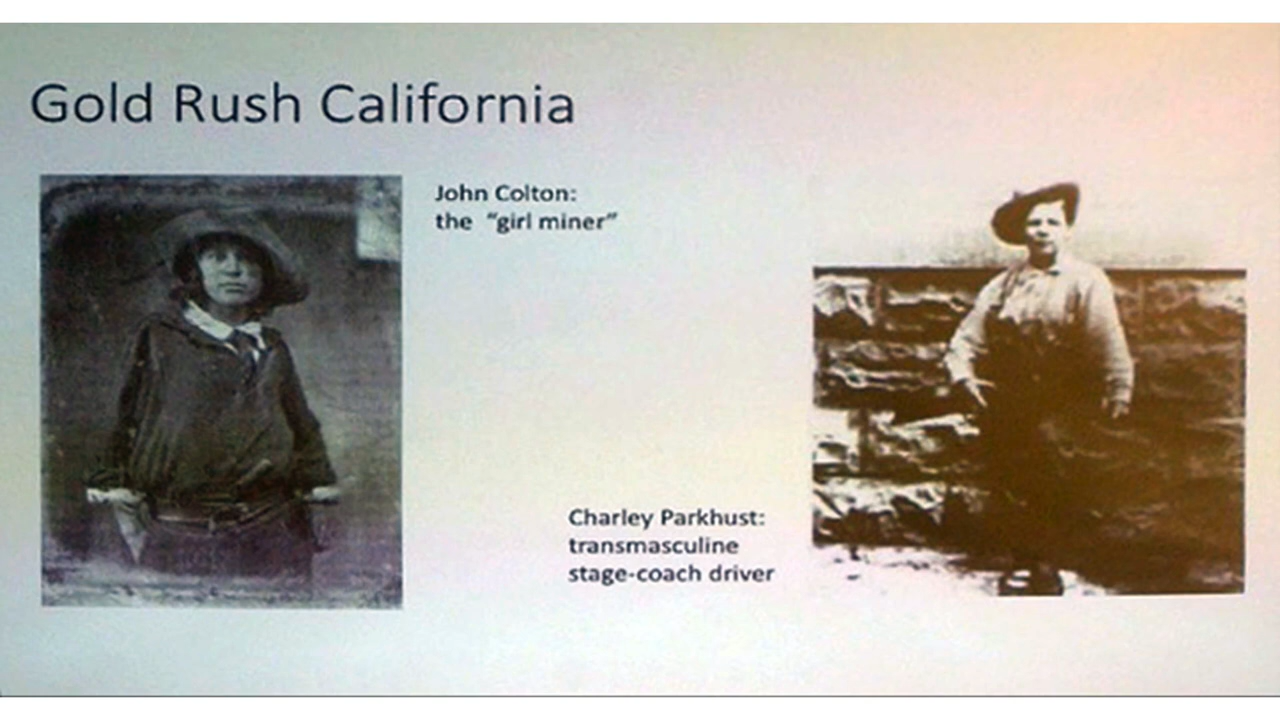 Gold Rush California
John Colton:
the "girl miner"
Charley Parkhust:
transmasculine
stage-coach driver